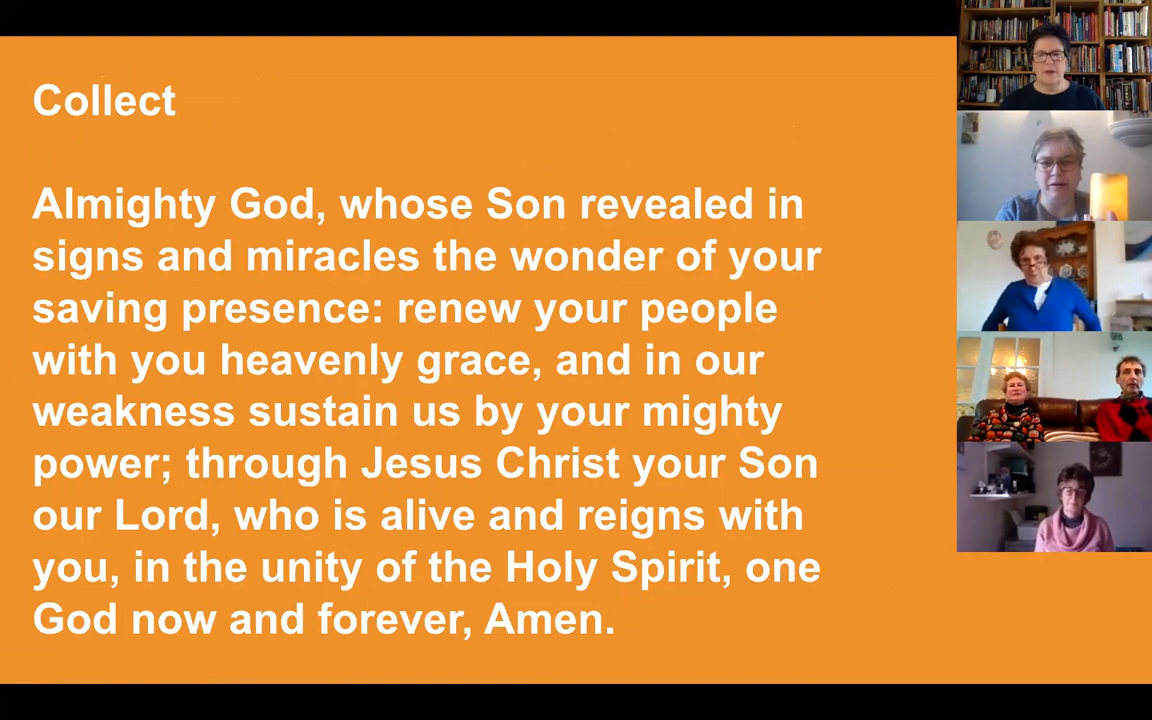 Collect
Almighty God, whose Son revealed in
signs and miracles the wonder of your
saving presence: renew your people
with you heavenly grace, and in our
weakness sustain us by your mighty
power; through Jesus Christ your Son
our Lord, who is alive and reigns with
you, in the unity of the Holy Spirit, one
God now and forever, Amen.